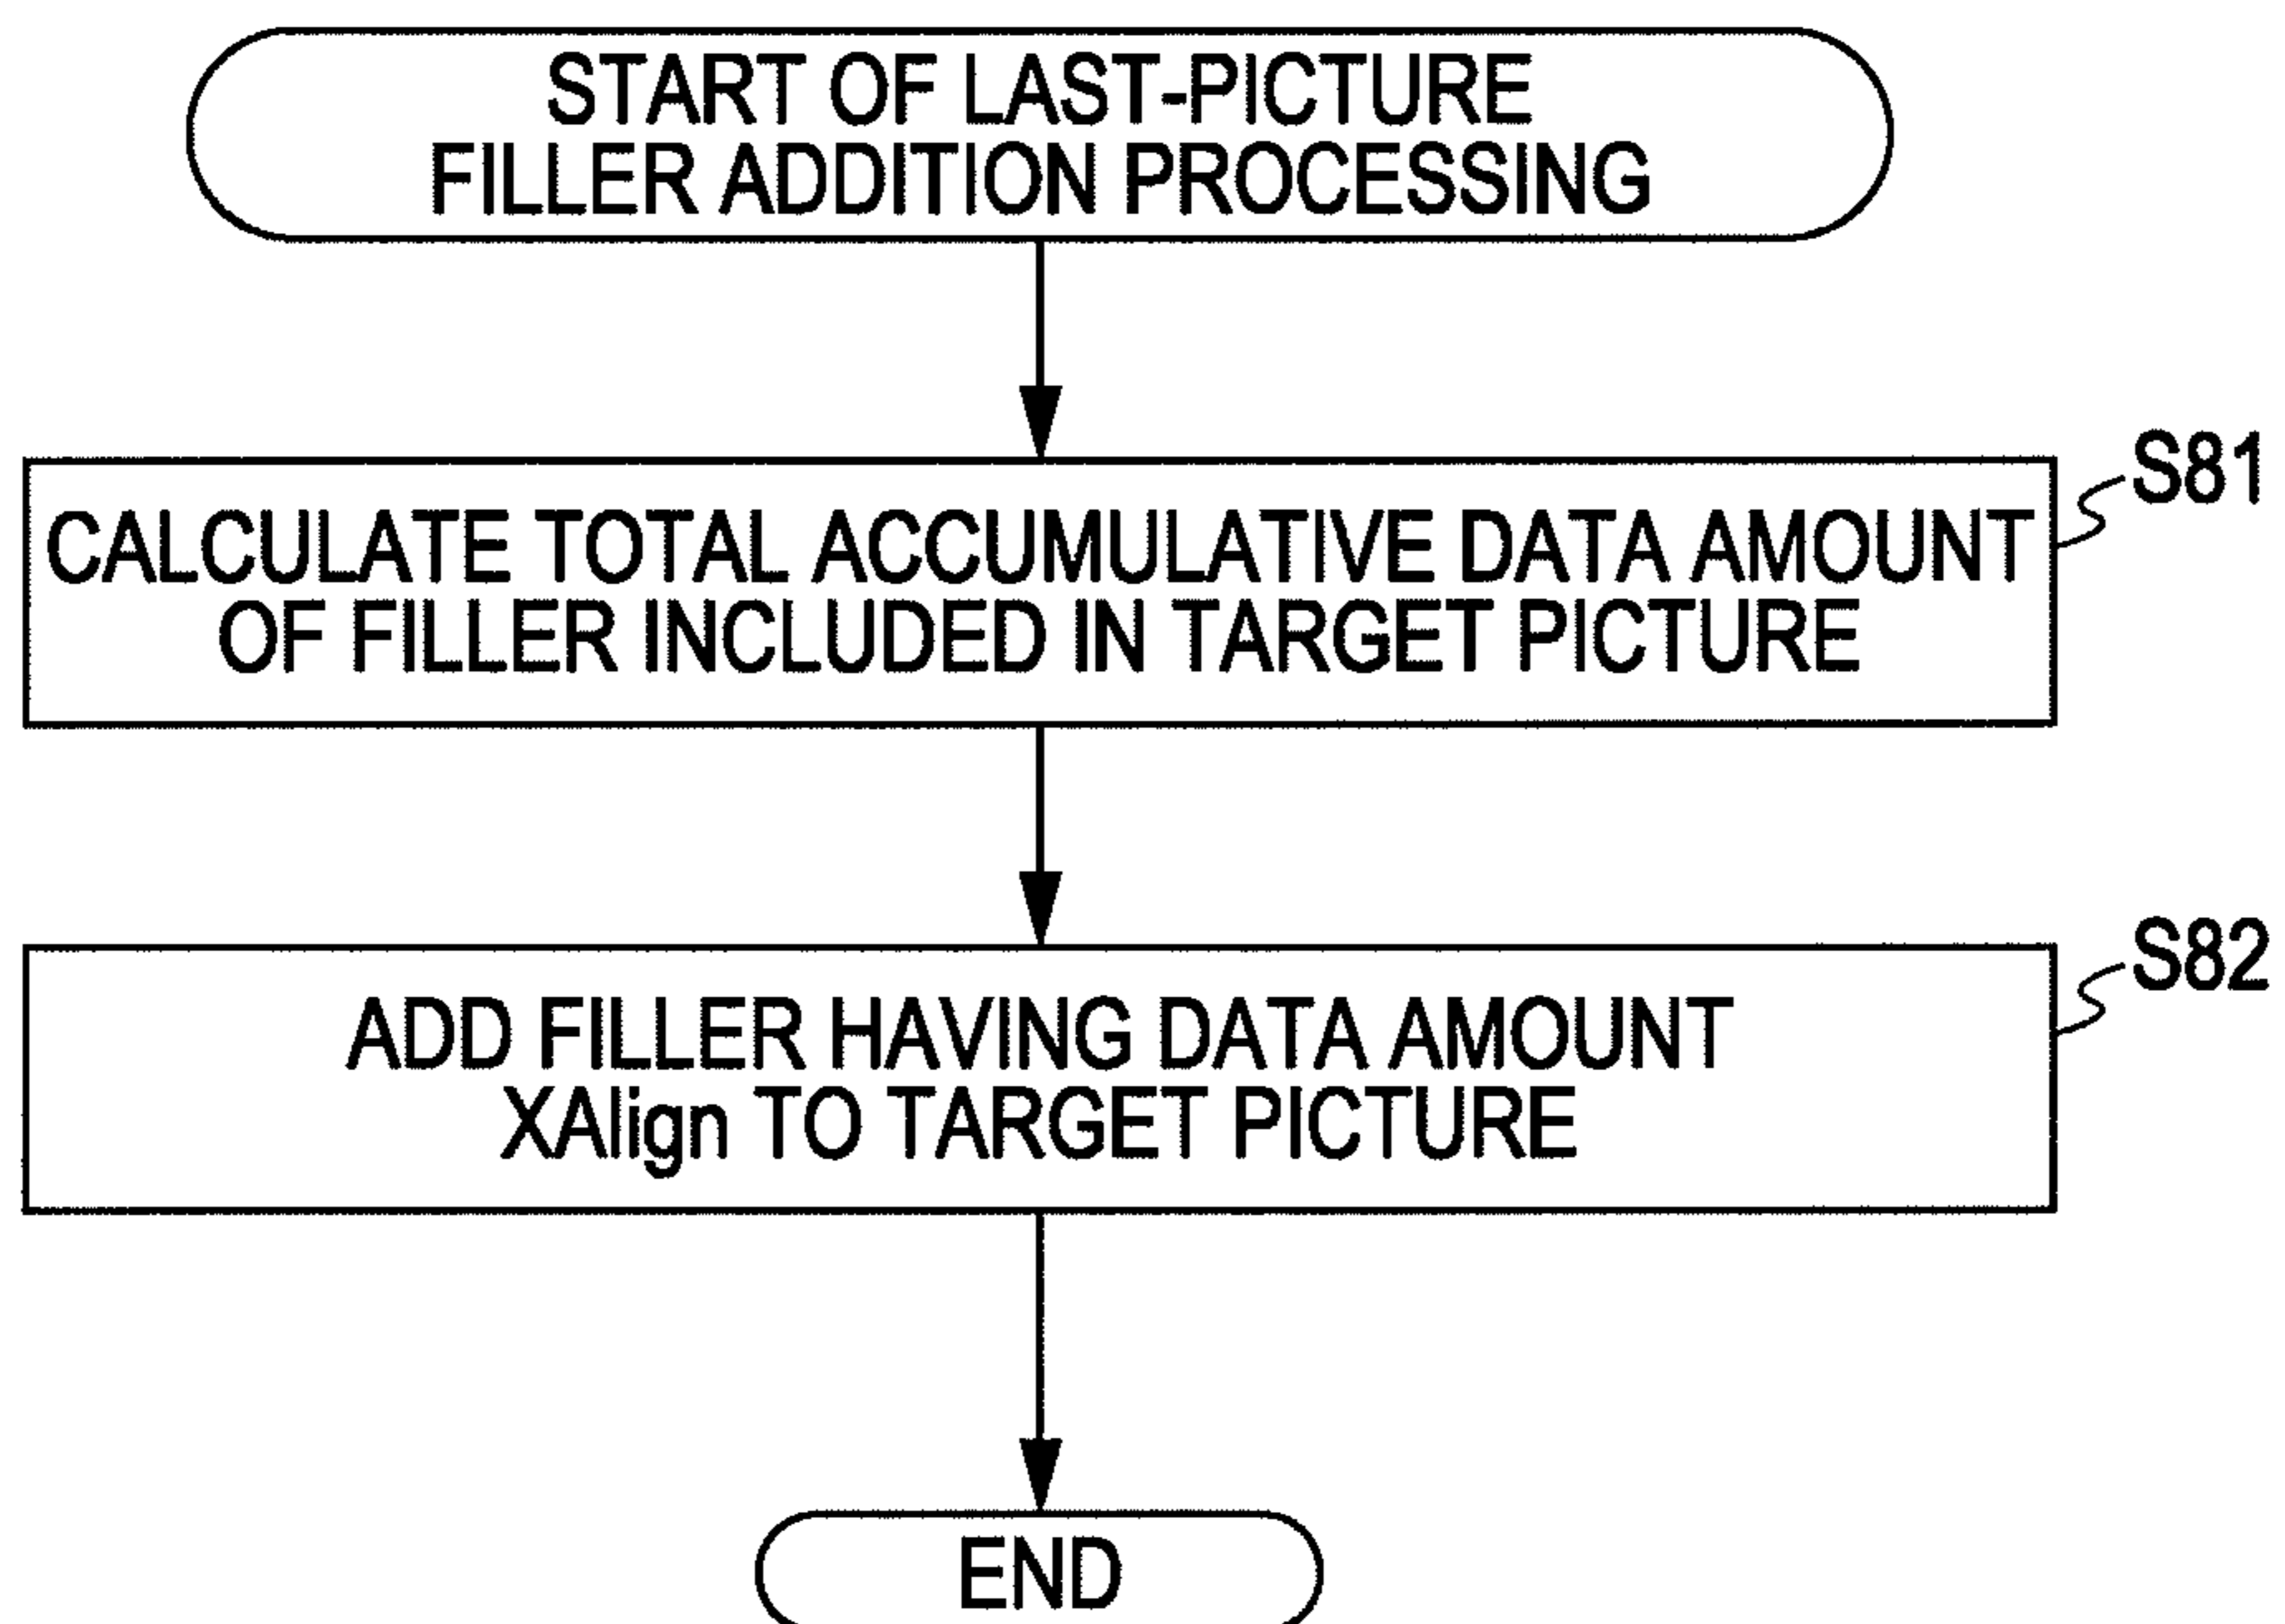 START OF LAST-PICTURE
FILLER ADDITION PROCESSING
S81
CALCULATE TOTAL ACCUMULATIVE DATA AMOUNT
OF FILLER INCLUDED IN TARGET PICTURE
S82
ADD FILLER HAVING DATA AMOUNT
XAlign TO TARGET PICTURE
END